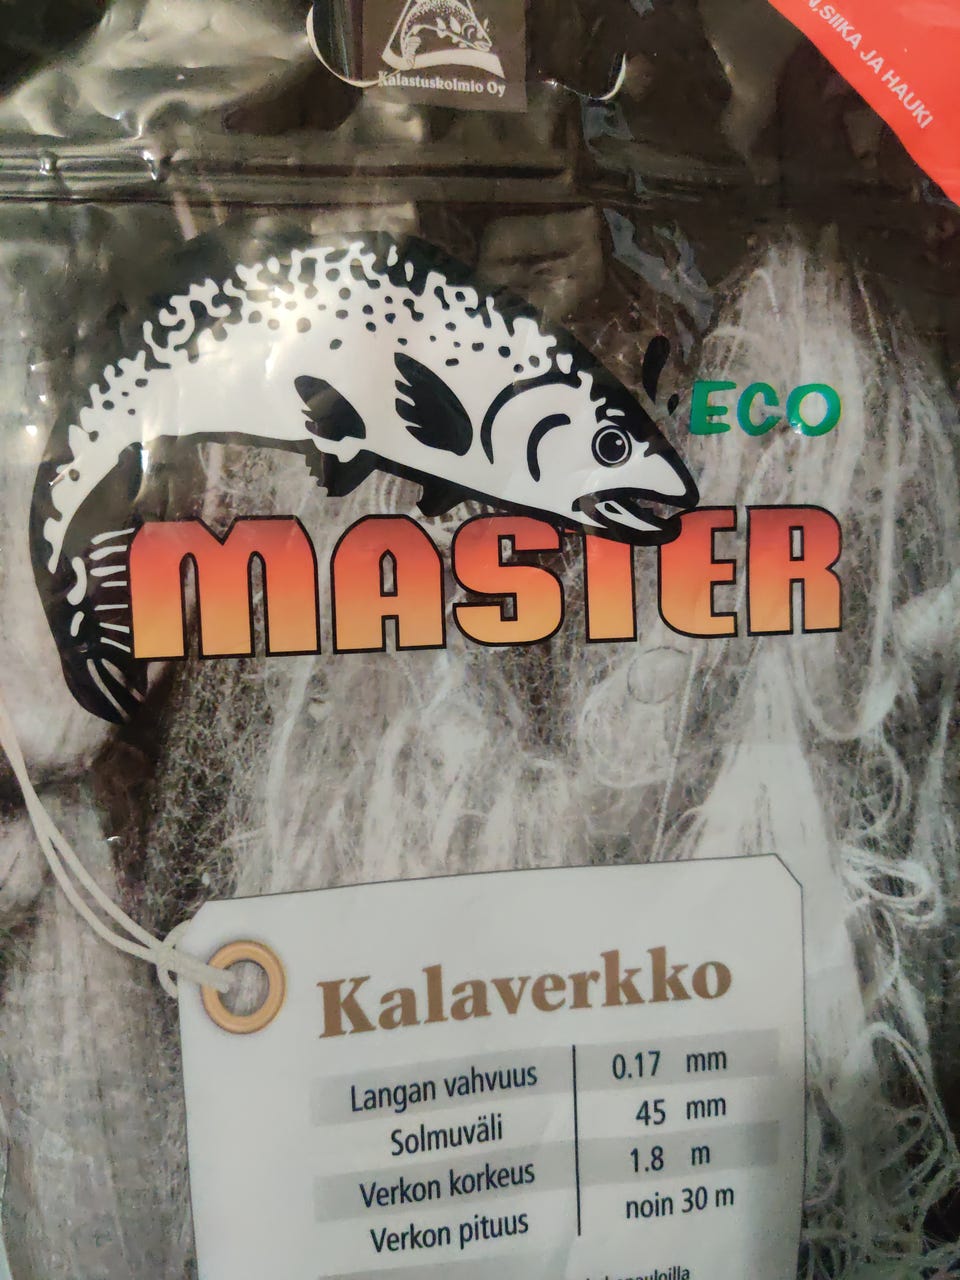 Kalastuskolmio Oy
SIIKA JA HAUKI
ECO
MASTER
Kalaverkko
Langan vahvuus 0.17 mm
Solmuväli 45 mm
Verkon korkeus 1.8 m
Verkon pituus noin 30 m